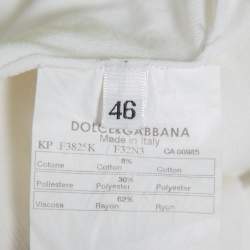 46
DOLCE&GABBANA
Made in Italy
KP F3825K F32N3 CA 00985
Cotone 8% Cotton
Cotton
Poliestere 30% Polyester
Polyester
Viscosa 62% Rayon
Rayon